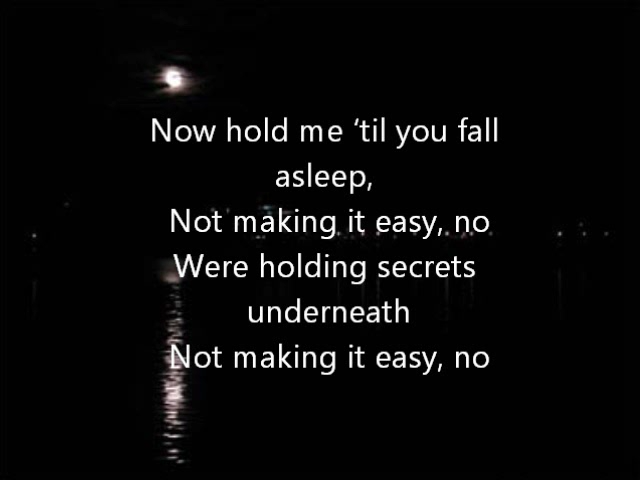 Now hold me ‘til you fall
asleep,
Not making it easy, no
Were holding secrets
underneath
Not making it easy, no